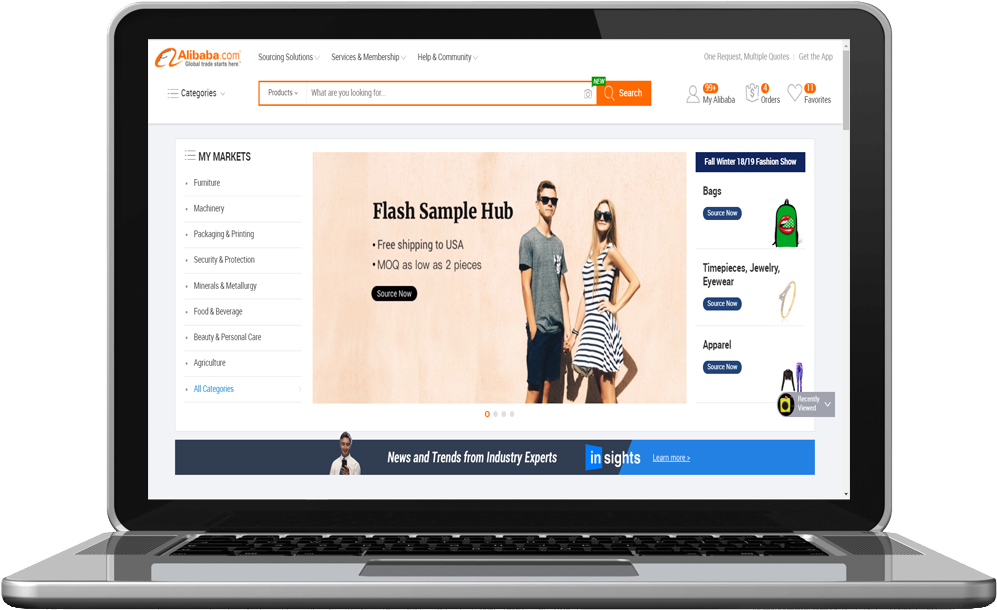 Alibaba.com
Global trade starts here™
Sourcing Solutions
Services & Membership
Help & Community
One Request, Multiple Quotes
Get the App
Categories
Products
What are you looking for...
NEW
Search
99+
My Alibaba
4
Orders
11
Favorites
MY MARKETS
Furniture
Machinery
Packaging & Printing
Security & Protection
Minerals & Metallurgy
Food & Beverage
Beauty & Personal Care
Agriculture
All Categories
Flash Sample Hub
• Free shipping to USA
• MOQ as low as 2 pieces
Source Now
Fall Winter 18/19 Fashion Show
Bags
Source Now
Timepieces, Jewelry,
Eyewear
Source Now
Apparel
Source Now
Recently
Viewed
News and Trends from Industry Experts
insights
Learn more >